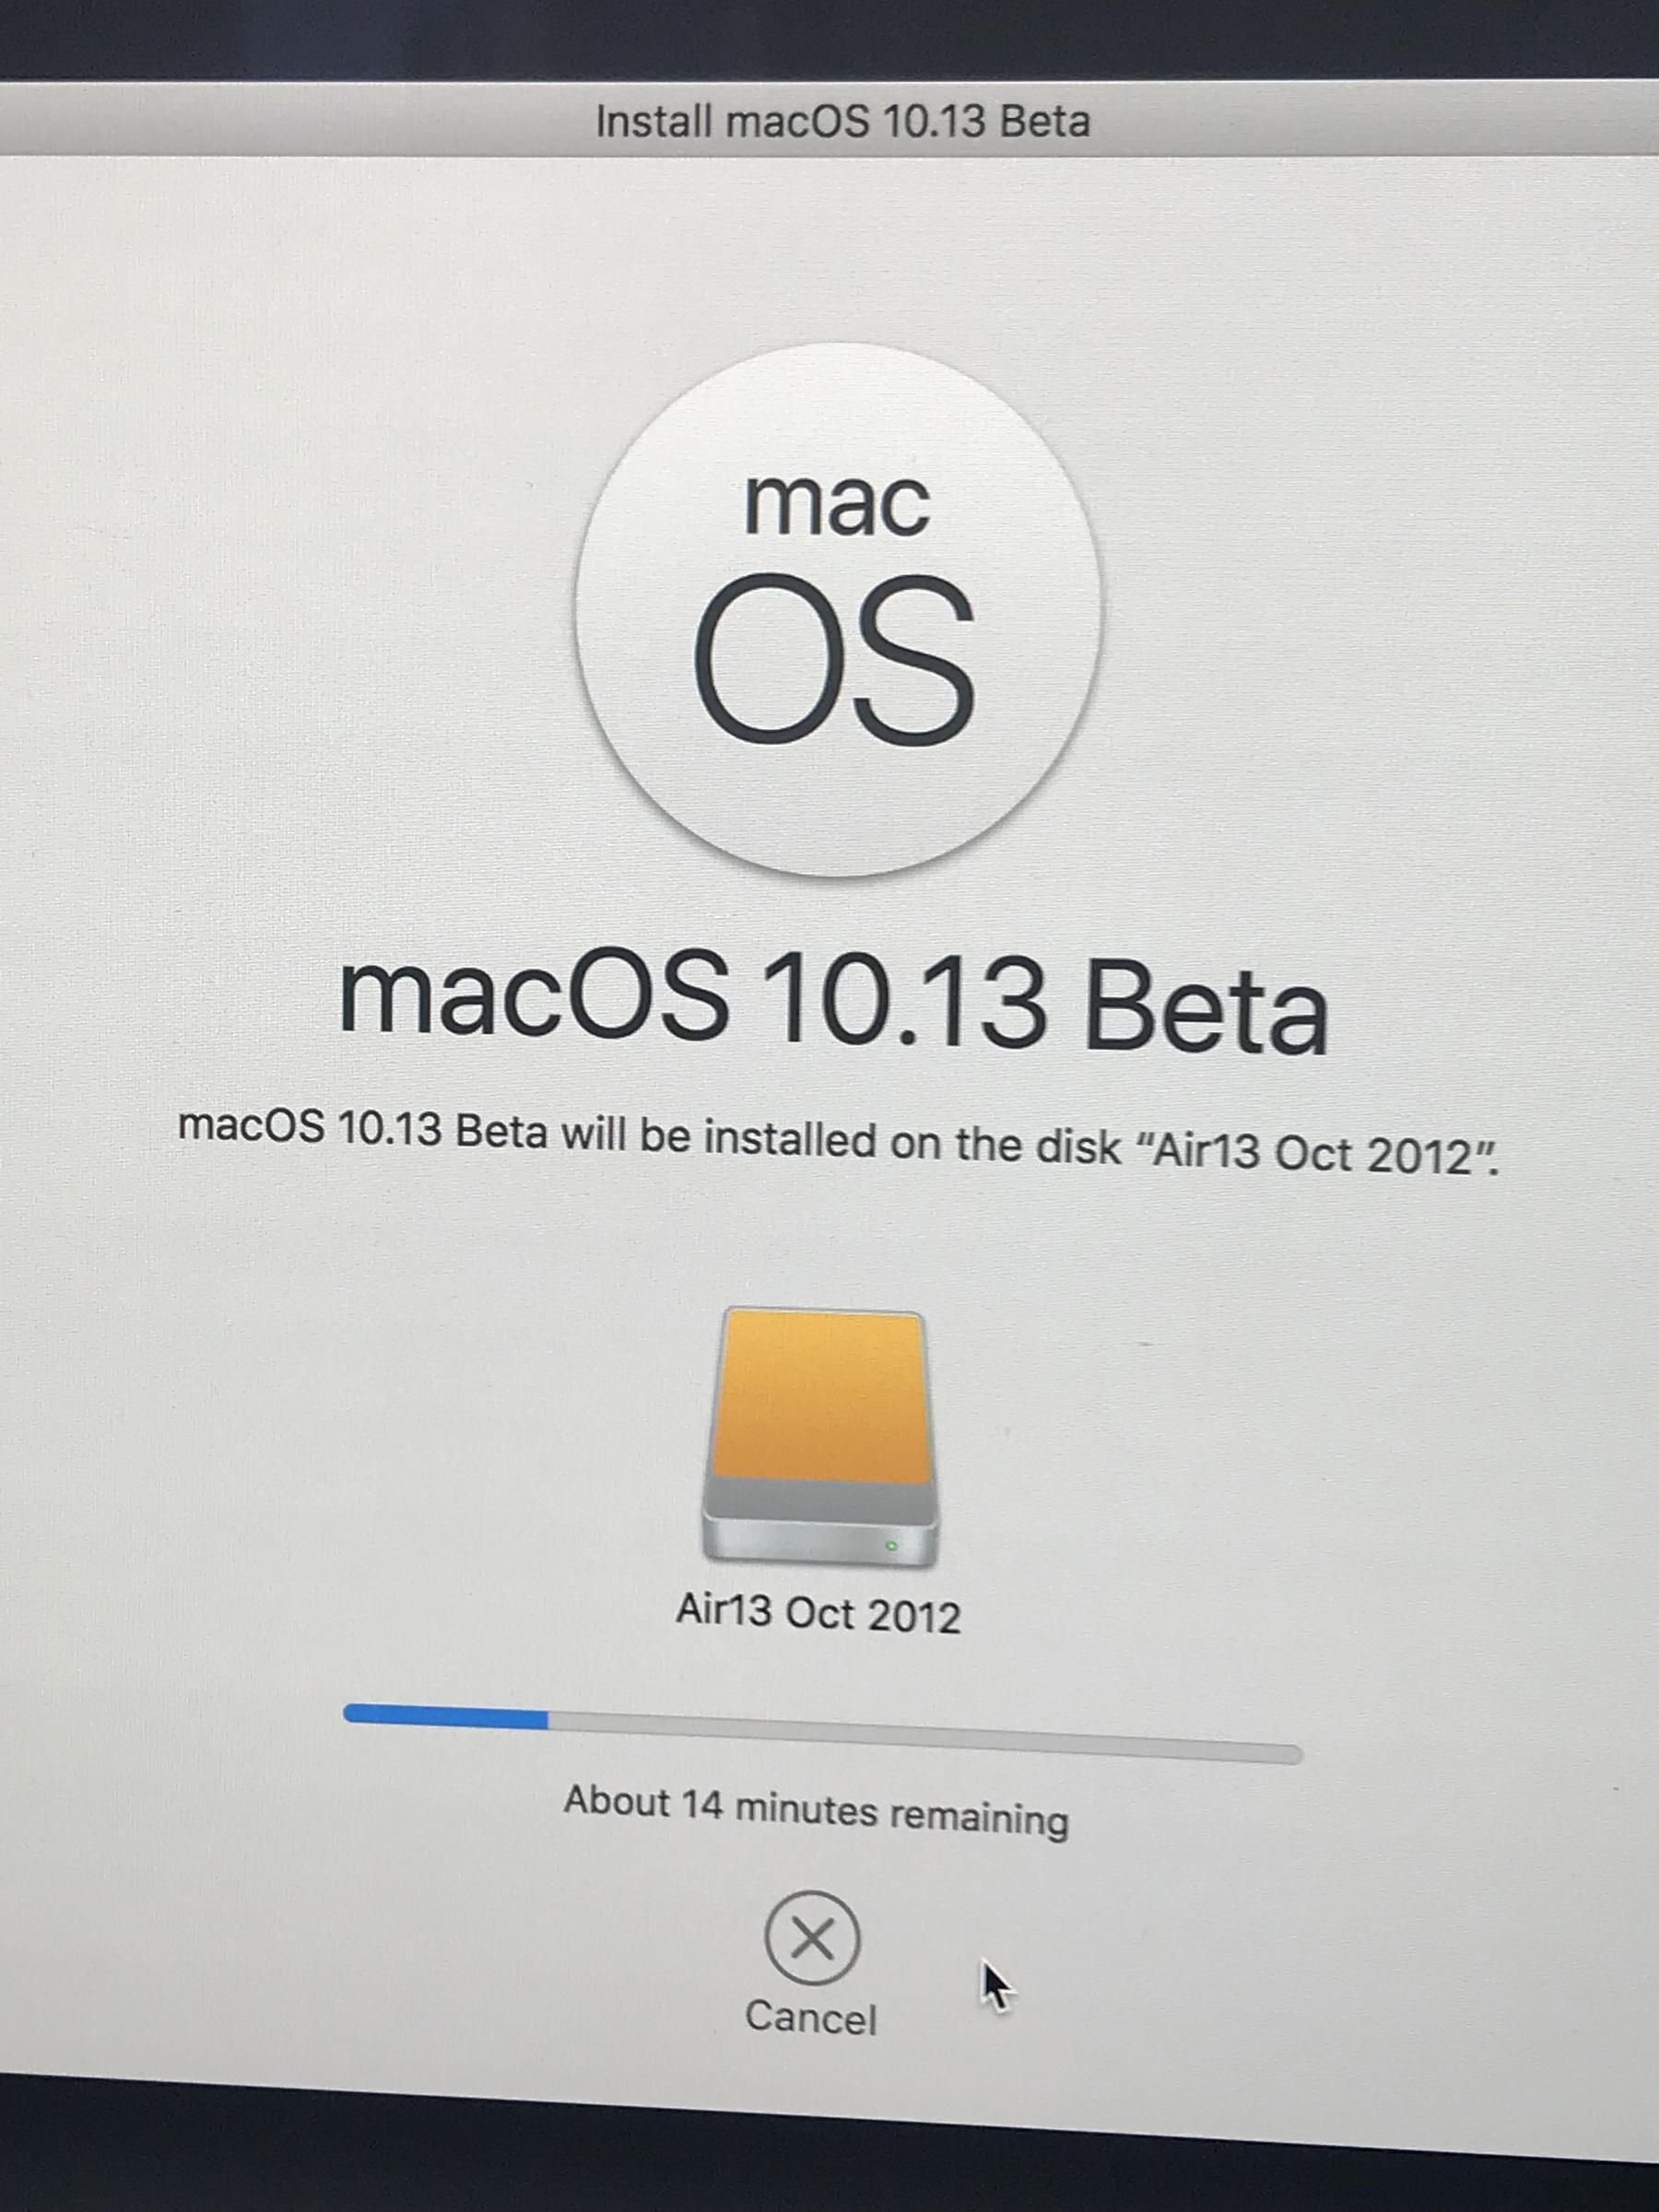 Install macOS 10.13 Beta
mac
OS
macOS 10.13 Beta
macOS 10.13 Beta will be installed on the disk “Air13 Oct 2012”.
Air13 Oct 2012
About 14 minutes remaining
Cancel